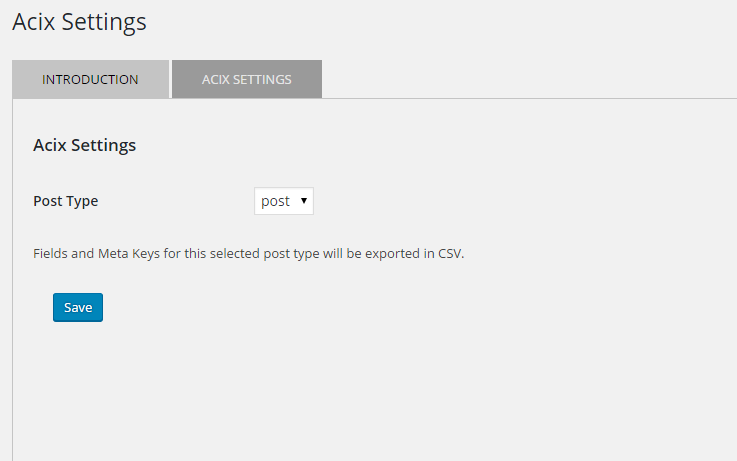 Acix Settings
INTRODUCTION ACIX SETTINGS
Acix Settings
Post Type post
Fields and Meta Keys for this selected post type will be exported in CSV.
Save